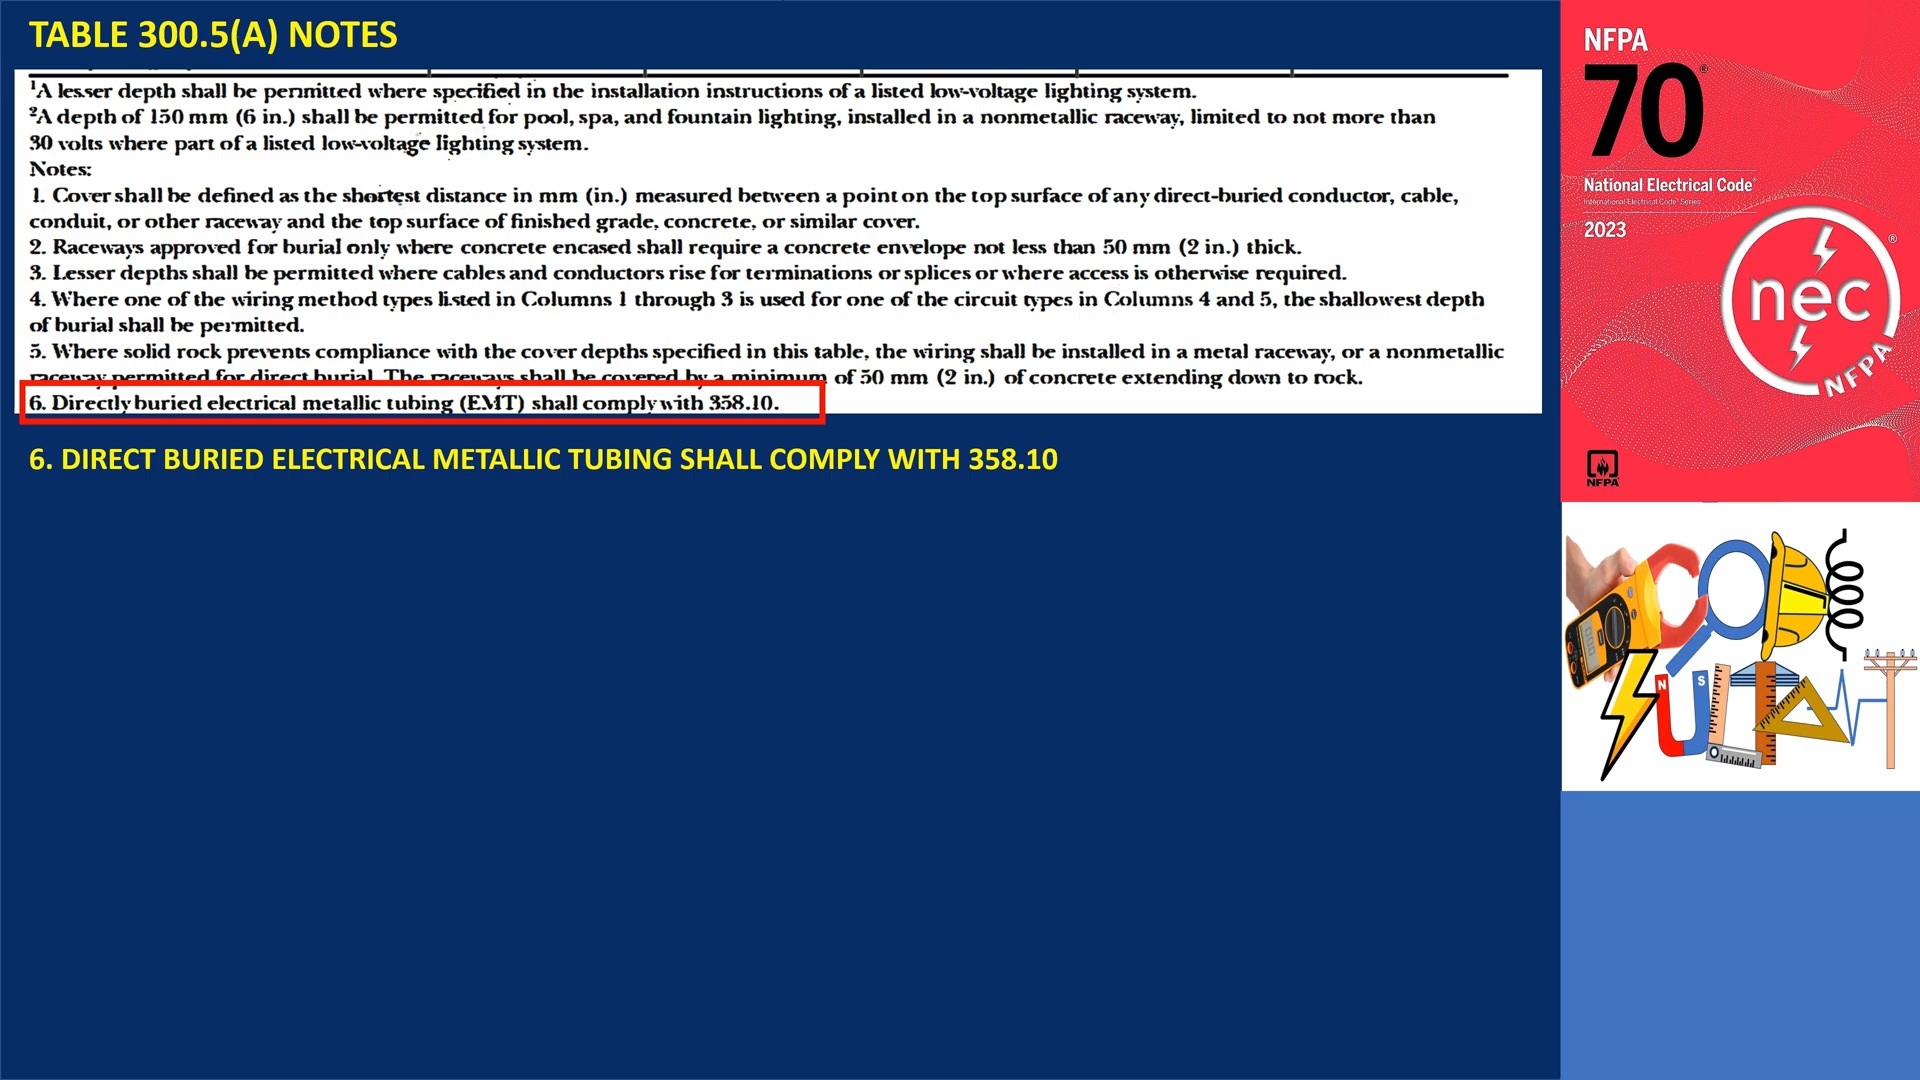 TABLE 300.5(A) NOTES
¹A lesser depth shall be permitted where specified in the installation instructions of a listed low-voltage lighting system.
²A depth of 150 mm (6 in.) shall be permitted for pool, spa, and fountain lighting, installed in a nonmetallic raceway, limited to not more than
30 volts where part of a listed low-voltage lighting system.
Notes:
1. Cover shall be defined as the shortest distance in mm (in.) measured between a point on the top surface of any direct-buried conductor, cable,
conduit, or other raceway and the top surface of finished grade, concrete, or similar cover.
2. Raceways approved for burial only where concrete encased shall require a concrete envelope not less than 50 mm (2 in.) thick.
3. Lesser depths shall be permitted where cables and conductors rise for terminations or splices or where access is otherwise required.
4. Where one of the wiring method types listed in Columns 1 through 3 is used for one of the circuit types in Columns 4 and 5, the shallowest depth
of burial shall be permitted.
5. Where solid rock prevents compliance with the cover depths specified in this table, the wiring shall be installed in a metal raceway, or a nonmetallic
raceway permitted for direct burial. The raceways shall be covered by a minimum of 50 mm (2 in.) of concrete extending down to rock.
6. Directly buried electrical metallic tubing (EMT) shall comply with 358.10.
6. DIRECT BURIED ELECTRICAL METALLIC TUBING SHALL COMPLY WITH 358.10
NFPA
70®
National Electrical Code®
International Electrical Code® Series
2023
nec®
NFPA
NFPA
N S